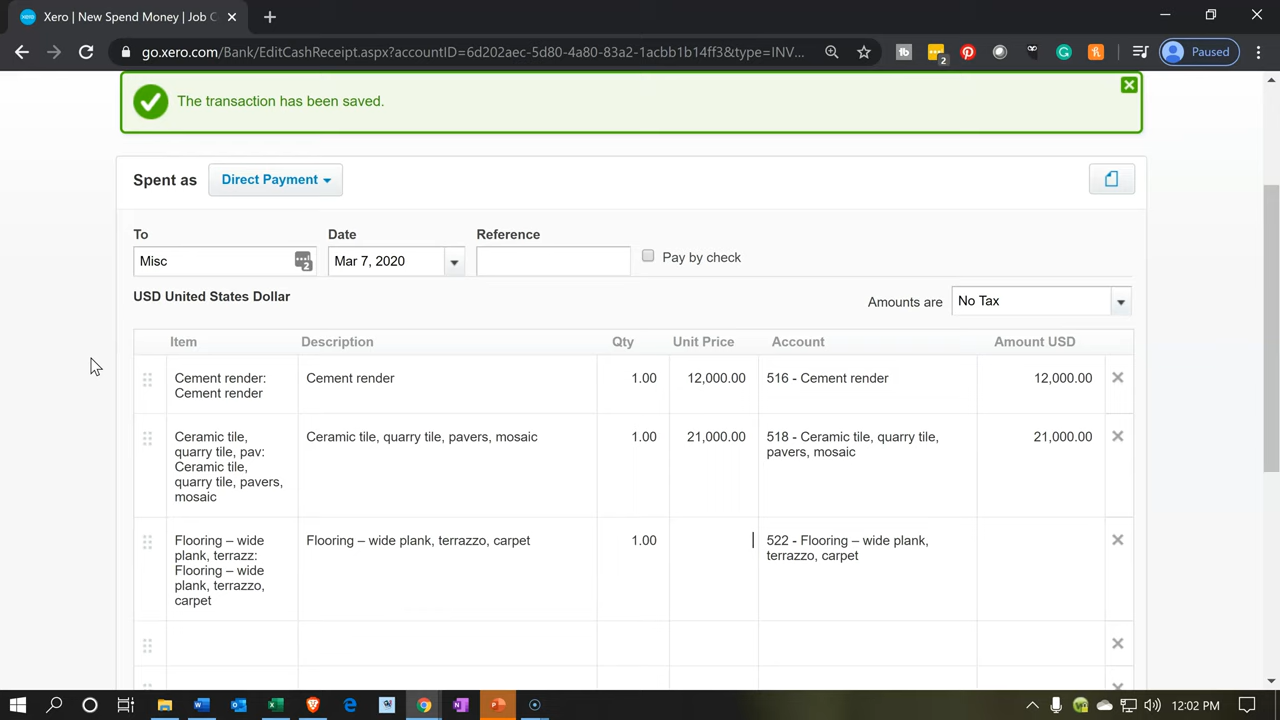 Xero | New Spend Money | Job C
go.xero.com/Bank/EditCashReceipt.aspx?accountID=6d202aec-5d80-4a80-83a2-1acbb1b14ff3&type=INV...
2
Paused
The transaction has been saved.
Spent as
Direct Payment
To
Date
Reference
Misc
2
Mar 7, 2020
Pay by check
USD United States Dollar
Amounts are
No Tax
Item
Description
Qty
Unit Price
Account
Amount USD
Cement render:
Cement render
Cement render
1.00
12,000.00
516 - Cement render
12,000.00
Ceramic tile,
quarry tile, pav:
Ceramic tile,
quarry tile, pavers,
mosaic
Ceramic tile, quarry tile, pavers, mosaic
1.00
21,000.00
518 - Ceramic tile, quarry tile,
pavers, mosaic
21,000.00
Flooring – wide
plank, terrazz:
Flooring – wide
plank, terrazzo,
carpet
Flooring – wide plank, terrazzo, carpet
1.00
522 - Flooring – wide plank,
terrazzo, carpet
12:02 PM